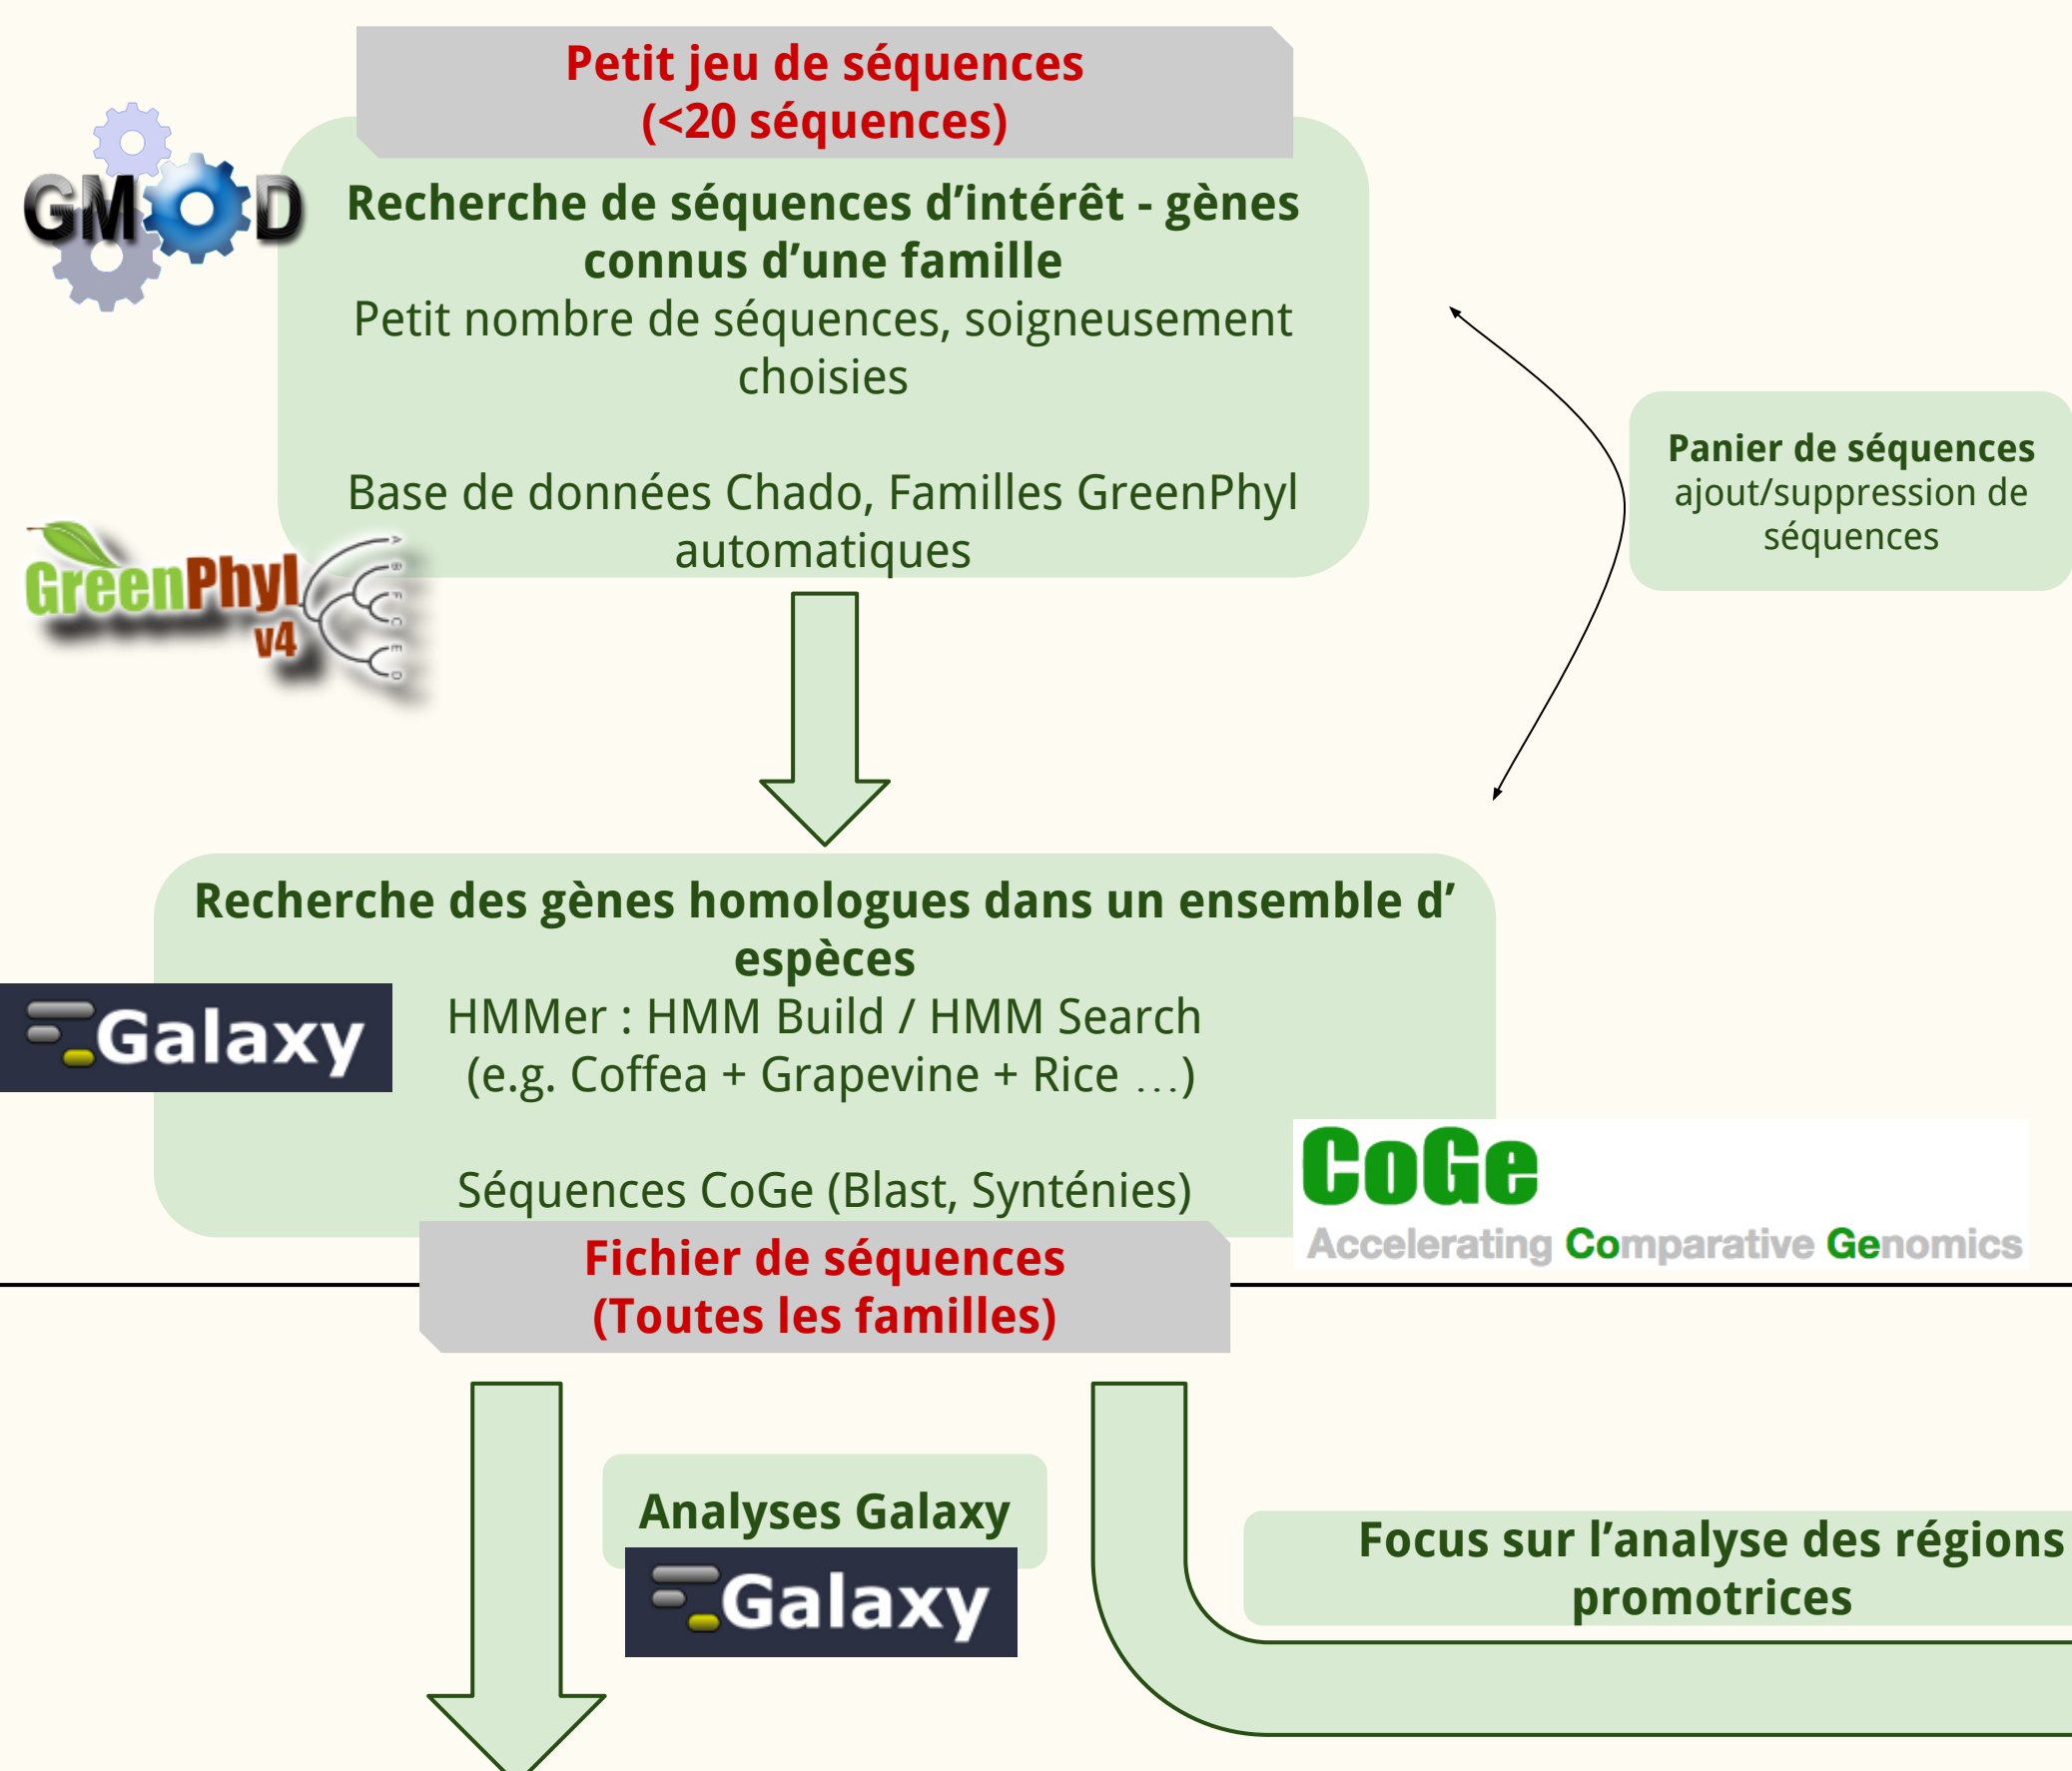 Petit jeu de séquences
(<20 séquences)
GMOD
Recherche de séquences d’intérêt - gènes
connus d’une famille
Petit nombre de séquences, soigneusement
choisies
Base de données Chado, Familles GreenPhyl
automatiques
Panier de séquences
ajout/suppression de
séquences
GreenPhyl
v4
A
B
F
C
E
D
Recherche des gènes homologues dans un ensemble d’
espèces
HMMer : HMM Build / HMM Search
(e.g. Coffea + Grapevine + Rice …)
Galaxy
Séquences CoGe (Blast, Synténies)
CoGe
Accelerating Comparative Genomics
Fichier de séquences
(Toutes les familles)
Analyses Galaxy
Galaxy
Focus sur l’analyse des régions
promotrices